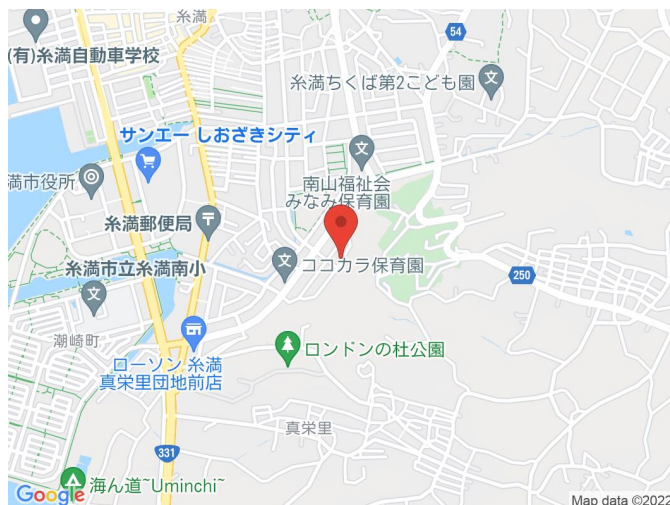 糸満
(有)糸満自動車学校
54
糸満ちくば第2こども園
サンエー しおざきシティ
満市役所
南山福祉会
みなみ保育園
糸満郵便局
糸満市立糸満南小
ココカラ保育園
250
潮崎町
ローソン 糸満
真栄里団地前店
ロンドンの杜公園
真栄里
331
海ん道~Uminchi~
Google
Map data ©2022